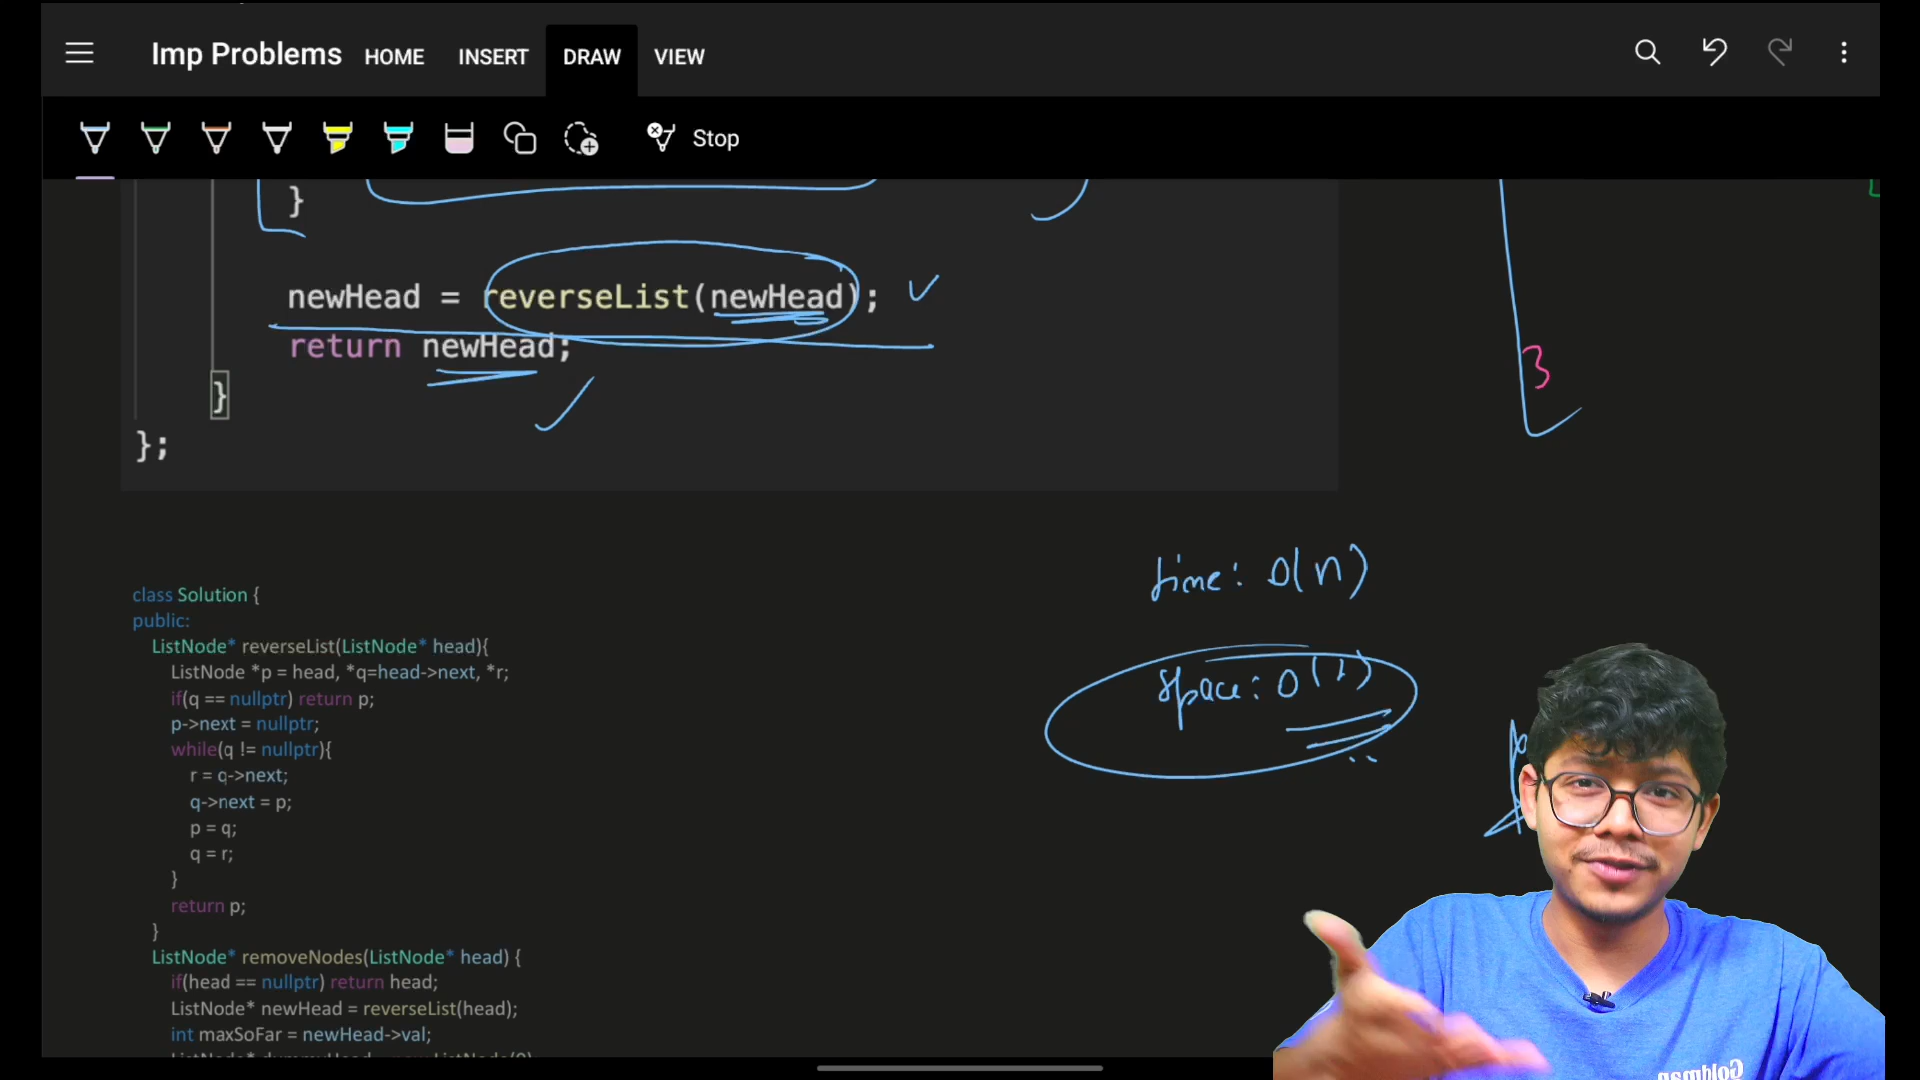 Imp Problems HOME INSERT DRAW VIEW
Stop
}
newHead = reverseList(newHead);
return newHead;
}
};
3
time: O(n)
space: O(1)
class Solution {
public:
ListNode* reverseList(ListNode* head){
ListNode *p = head, *q=head->next, *r;
if(q == nullptr) return p;
p->next = nullptr;
while(q != nullptr){
r = q->next;
q->next = p;
p = q;
q = r;
}
return p;
}
ListNode* removeNodes(ListNode* head) {
if(head == nullptr) return head;
ListNode* newHead = reverseList(head);
int maxSoFar = newHead->val;